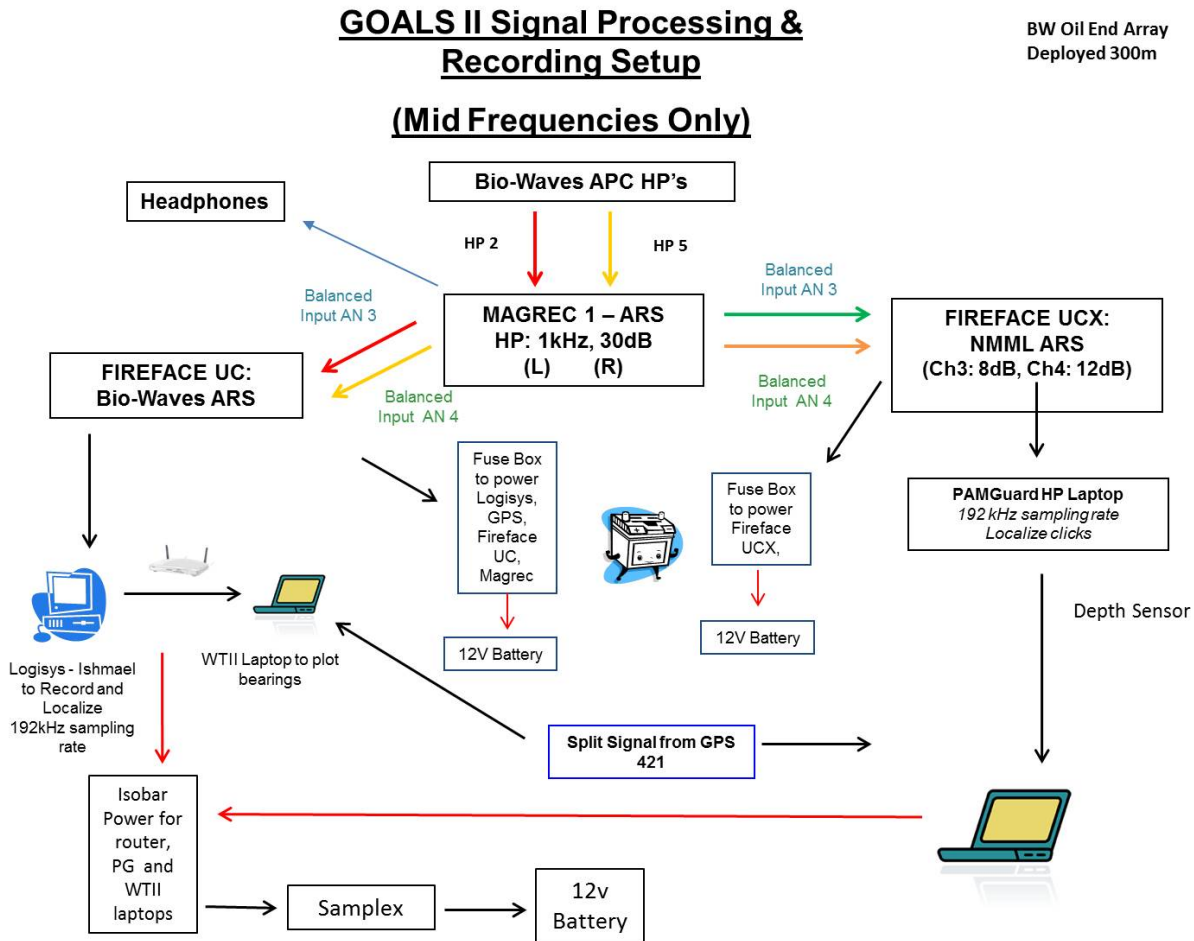 GOALS II Signal Processing &
Recording Setup
(Mid Frequencies Only)
BW Oil End Array
Deployed 300m
Bio-Waves APC HP's
Headphones
HP 2
HP 5
Balanced
Input AN 3
MAGREC 1 – ARS
HP: 1kHz, 30dB
(L) (R)
Balanced
Input AN 3
FIREFACE UCX:
NMML ARS
(Ch3: 8dB, Ch4: 12dB)
FIREFACE UC:
Bio-Waves ARS
Balanced
Input AN 4
Balanced
Input AN 4
Fuse Box
to power
Logisys,
GPS,
Fireface
UC,
Magrec
Fuse Box
to power
Fireface
UCX,
PAMGuard HP Laptop
192 kHz sampling rate
Localize clicks
12V Battery
12V Battery
Depth Sensor
Logisys - Ishmael
to Record and
Localize
192kHz sampling
rate
WTII Laptop to plot
bearings
Split Signal from GPS
421
Isobar
Power for
router,
PG and
WTII
laptops
Samplex
12v
Battery